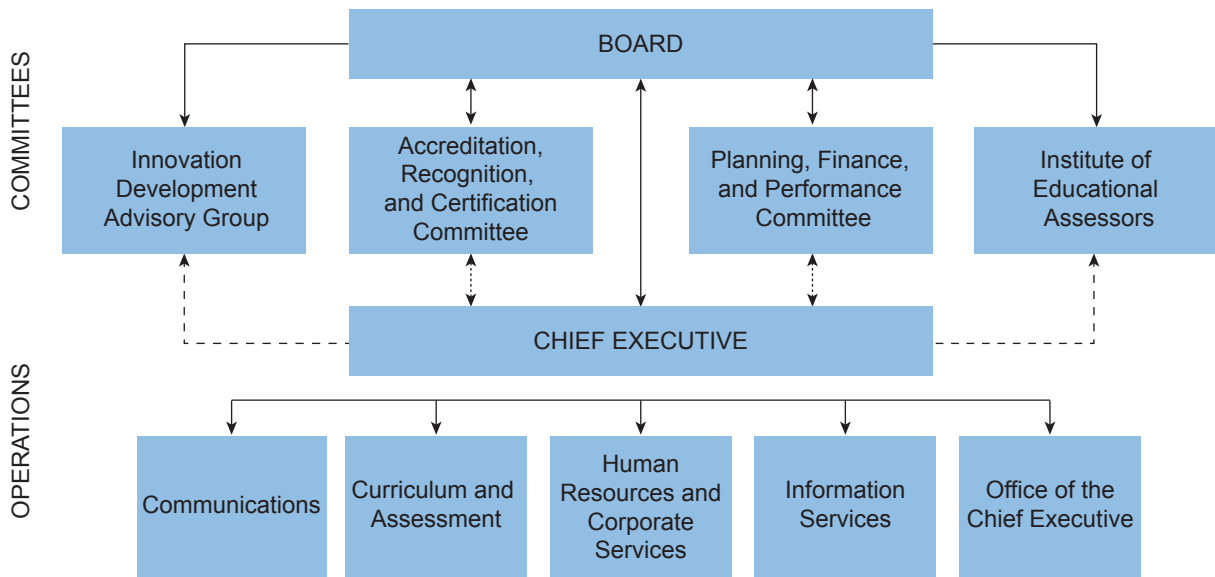 COMMITTEES
BOARD
Innovation
Development
Advisory Group
Accreditation,
Recognition,
and Certification
Committee
Planning, Finance,
and Performance
Committee
Institute of
Educational
Assessors
CHIEF EXECUTIVE
OPERATIONS
Communications
Curriculum and
Assessment
Human
Resources and
Corporate
Services
Information
Services
Office of the
Chief Executive